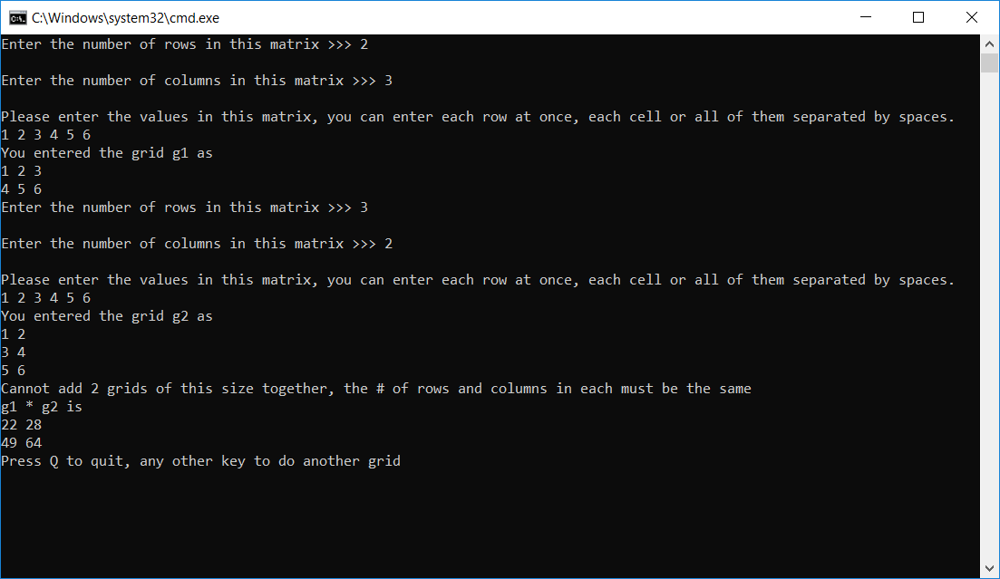 C:\Windows\system32\cmd.exe
Enter the number of rows in this matrix >>> 2
Enter the number of columns in this matrix >>> 3
Please enter the values in this matrix, you can enter each row at once, each cell or all of them separated by spaces.
1 2 3 4 5 6
You entered the grid g1 as
1 2 3
4 5 6
Enter the number of rows in this matrix >>> 3
Enter the number of columns in this matrix >>> 2
Please enter the values in this matrix, you can enter each row at once, each cell or all of them separated by spaces.
1 2 3 4 5 6
You entered the grid g2 as
1 2
3 4
5 6
Cannot add 2 grids of this size together, the # of rows and columns in each must be the same
g1 * g2 is
22 28
49 64
Press Q to quit, any other key to do another grid